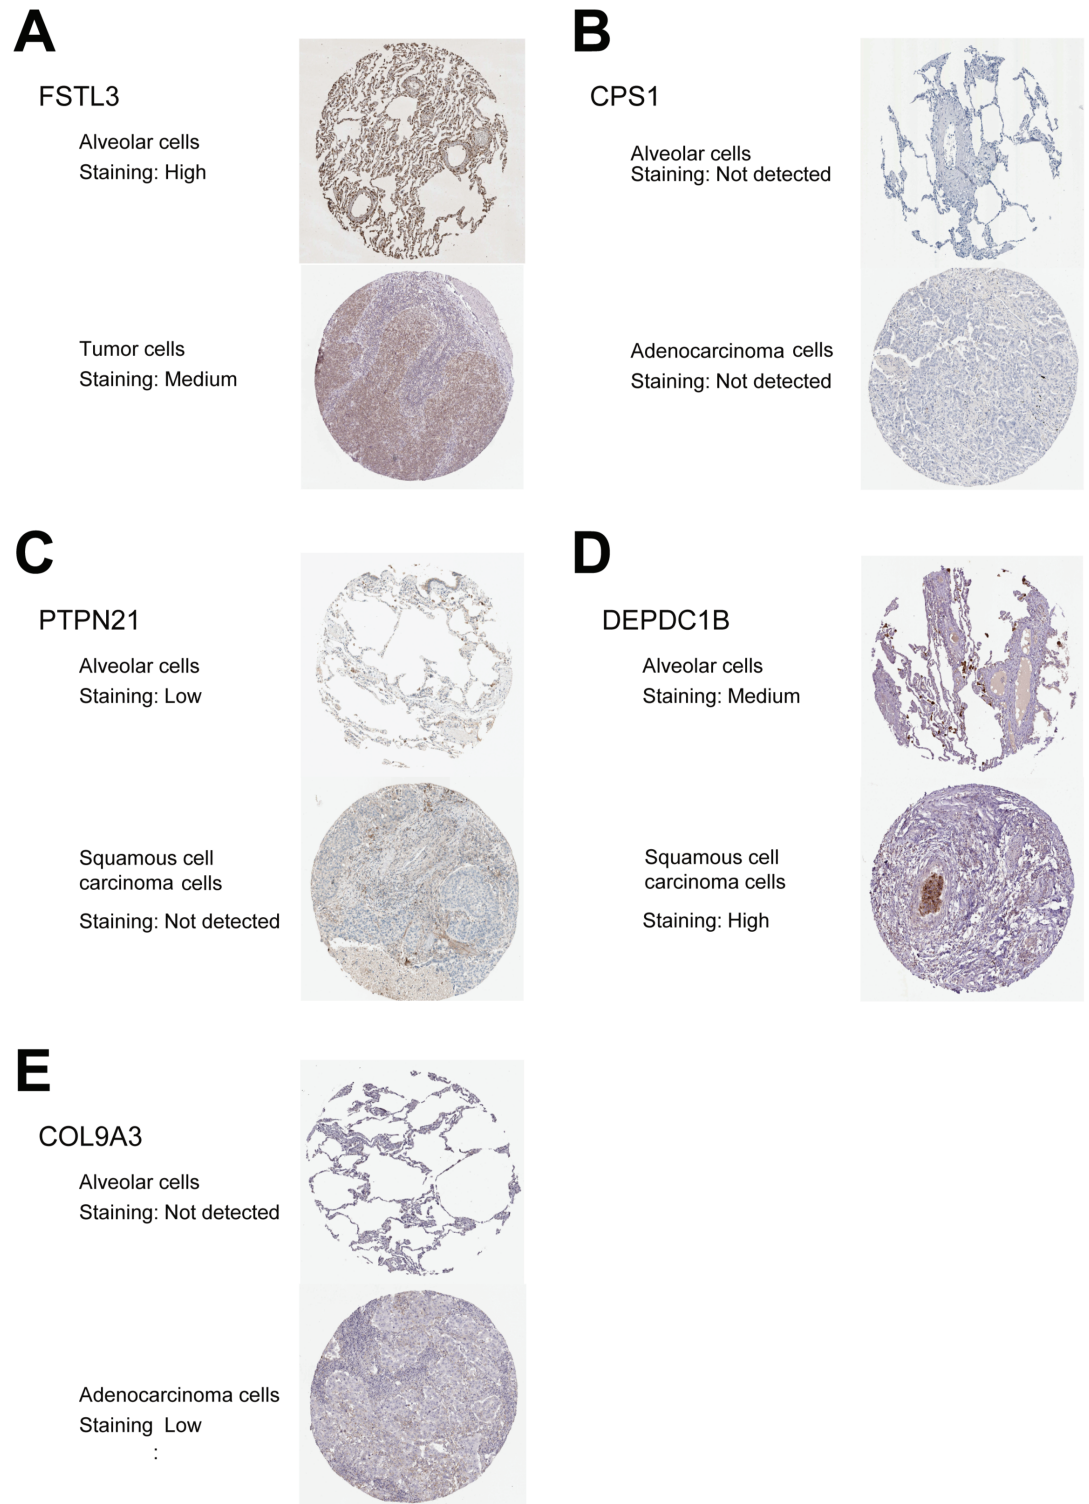 A
FSTL3
Alveolar cells
Staining: High
Tumor cells
Staining: Medium
B
CPS1
Alveolar cells
Staining: Not detected
Adenocarcinoma cells
Staining: Not detected
C
PTPN21
Alveolar cells
Staining: Low
Squamous cell
carcinoma cells
Staining: Not detected
D
DEPDC1B
Alveolar cells
Staining: Medium
Squamous cell
carcinoma cells
Staining: High
E
COL9A3
Alveolar cells
Staining: Not detected
Adenocarcinoma cells
Staining Low
: